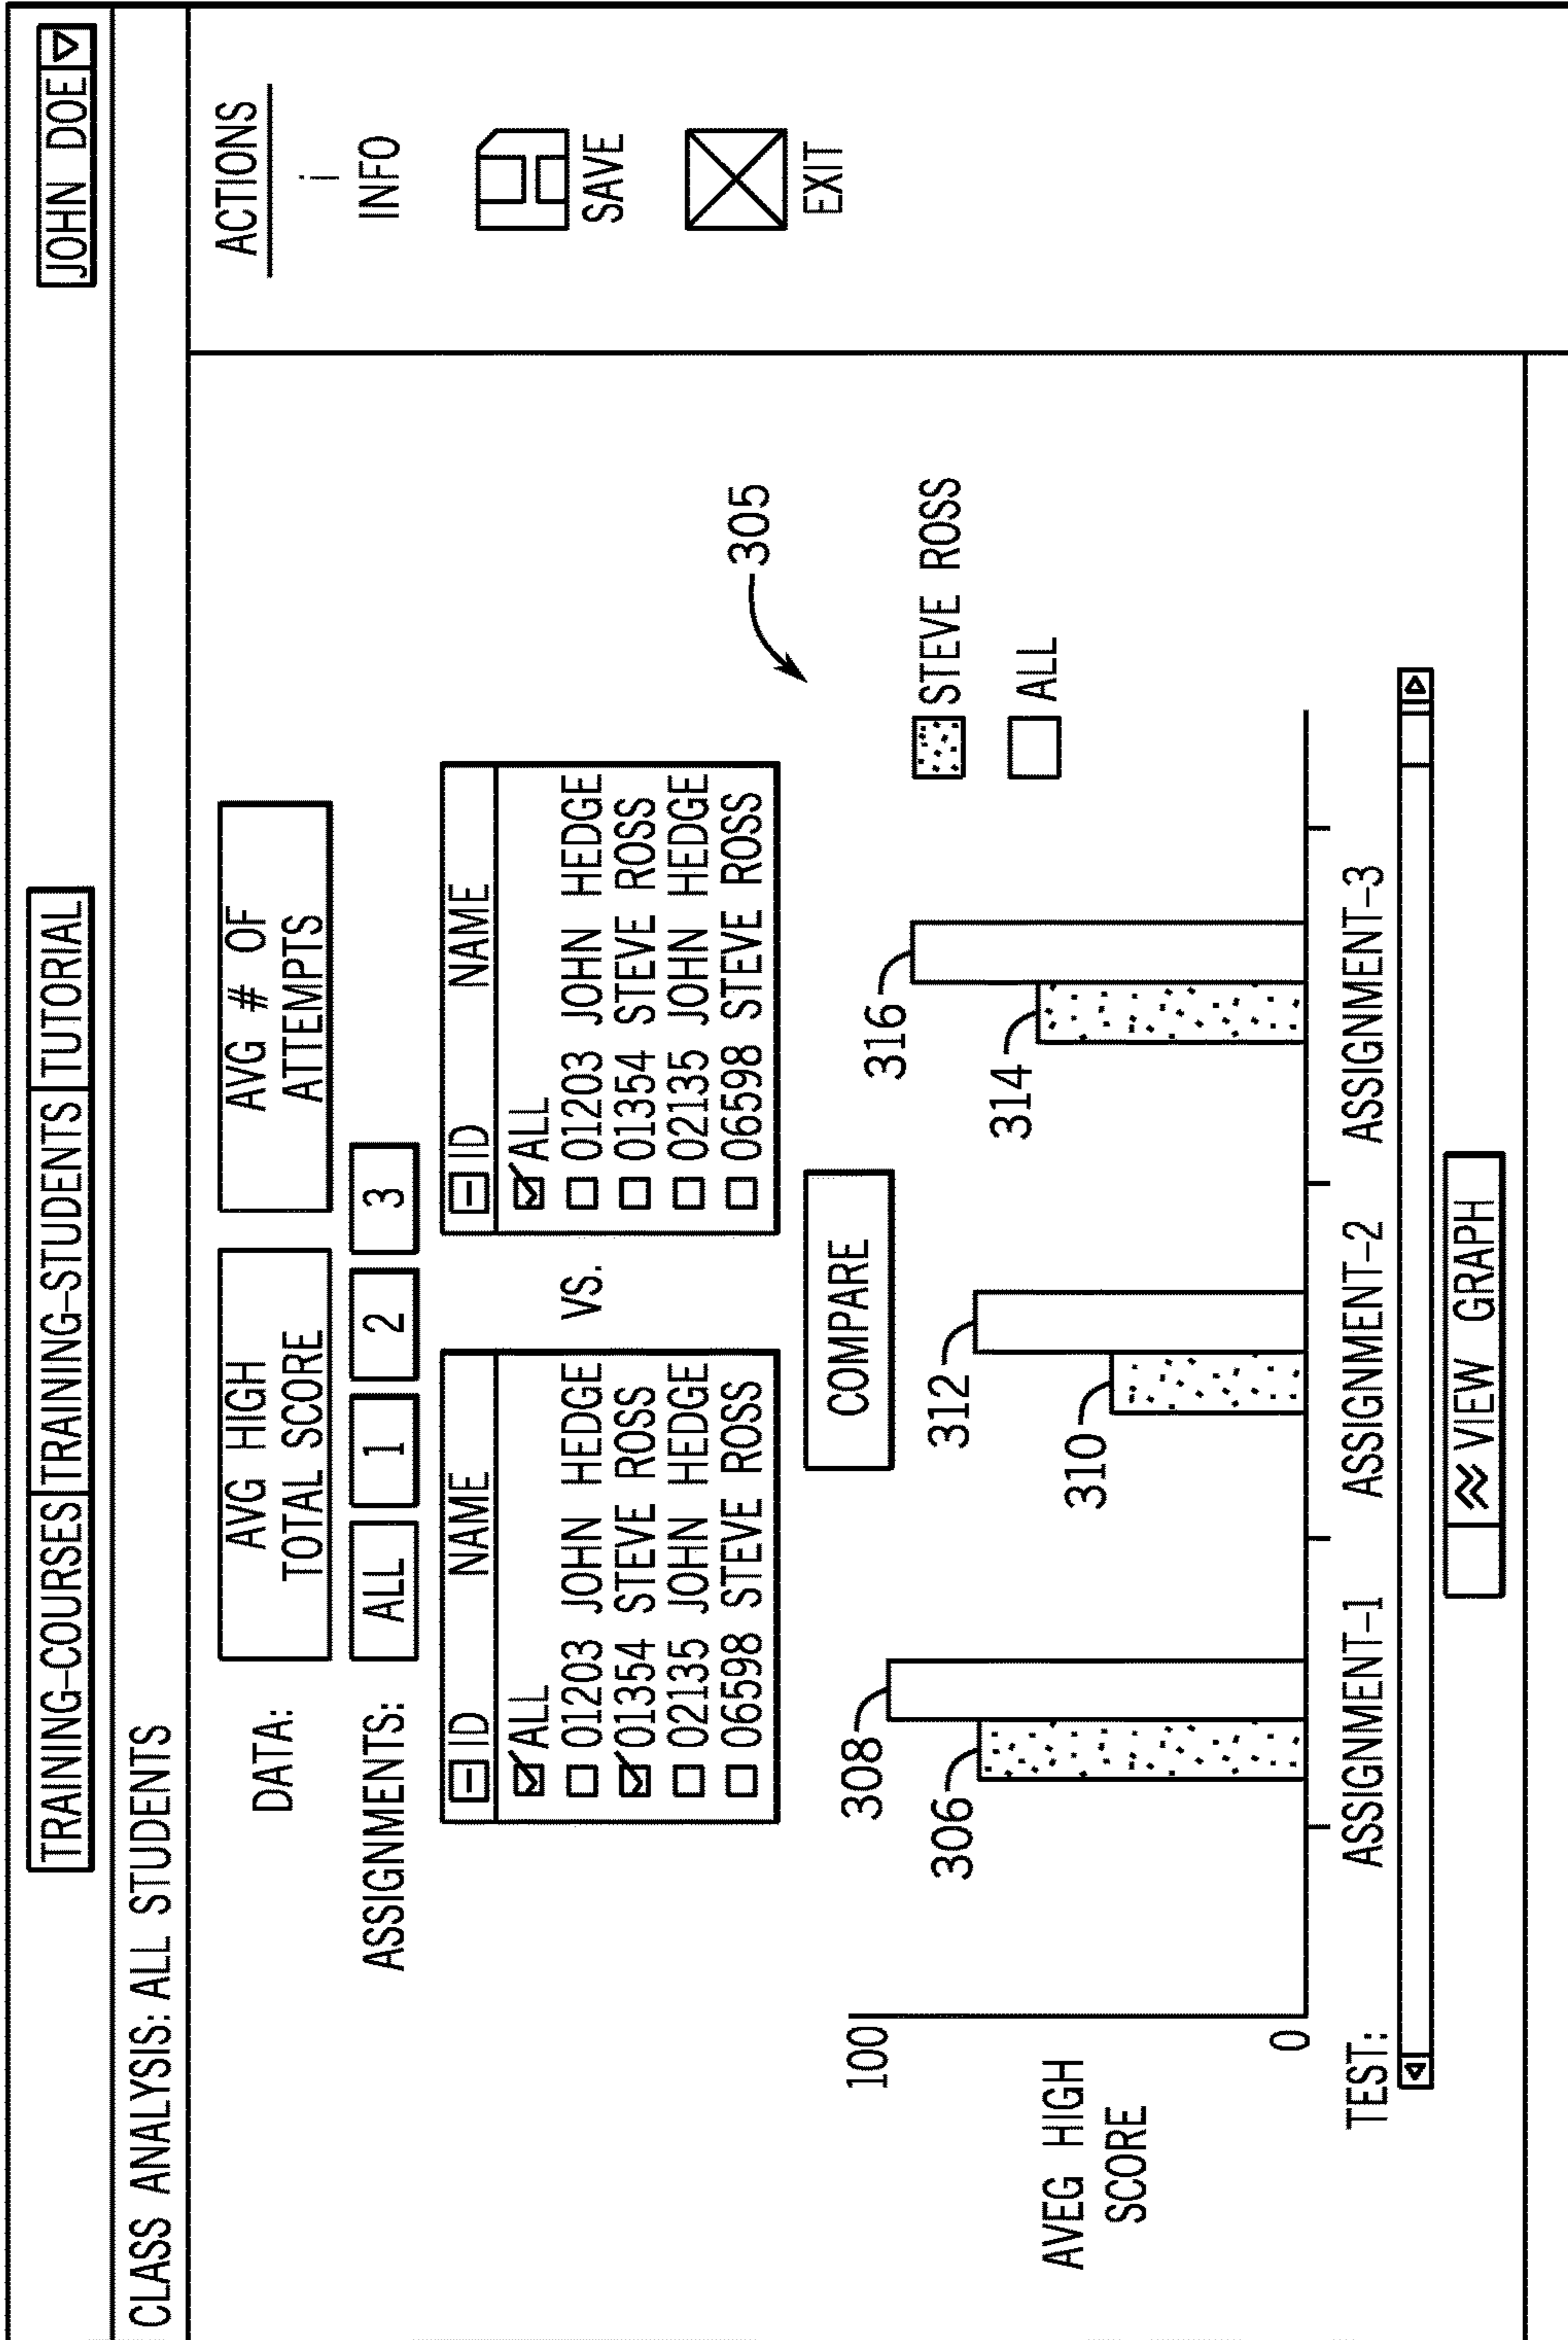 TRAINING-COURSES TRAINING-STUDENTS TUTORIAL
JOHN DOE
CLASS ANALYSIS: ALL STUDENTS
ACTIONS
i
INFO
SAVE
EXIT
DATA:
AVG HIGH
TOTAL SCORE
AVG # OF
ATTEMPTS
ASSIGNMENTS:
ALL 1 2 3
ID NAME
ALL
01203 JOHN HEDGE
01354 STEVE ROSS
02135 JOHN HEDGE
06598 STEVE ROSS
VS.
ID NAME
ALL
01203 JOHN HEDGE
01354 STEVE ROSS
02135 JOHN HEDGE
06598 STEVE ROSS
COMPARE
305
STEVE ROSS
ALL
AVEG HIGH
SCORE
100
0
308
306
312
310
316
314
TEST:
ASSIGNMENT-1 ASSIGNMENT-2 ASSIGNMENT-3
VIEW GRAPH